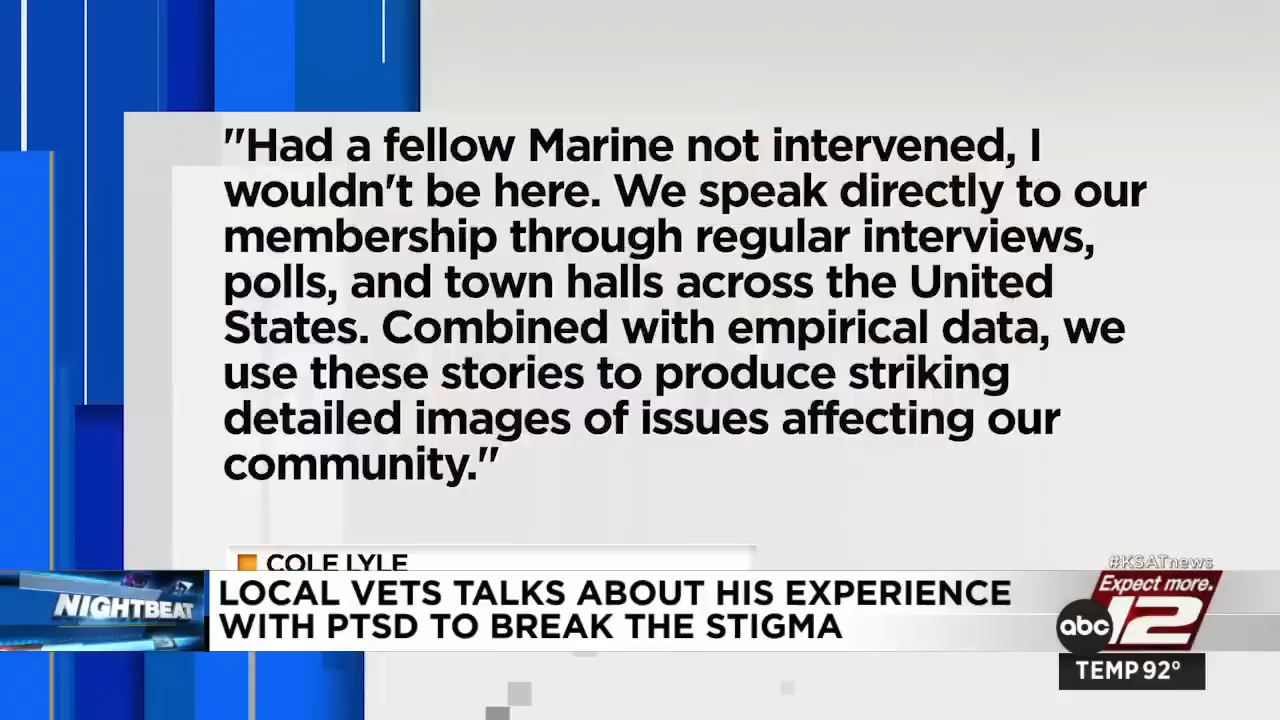 "Had a fellow Marine not intervened, I
wouldn't be here. We speak directly to our
membership through regular interviews,
polls, and town halls across the United
States. Combined with empirical data, we
use these stories to produce striking
detailed images of issues affecting our
community."
COLE LYLE
#KSATnews
NIGHTBEAT
LOCAL VETS TALKS ABOUT HIS EXPERIENCE
WITH PTSD TO BREAK THE STIGMA
Expect more.
abc 12
TEMP 92°